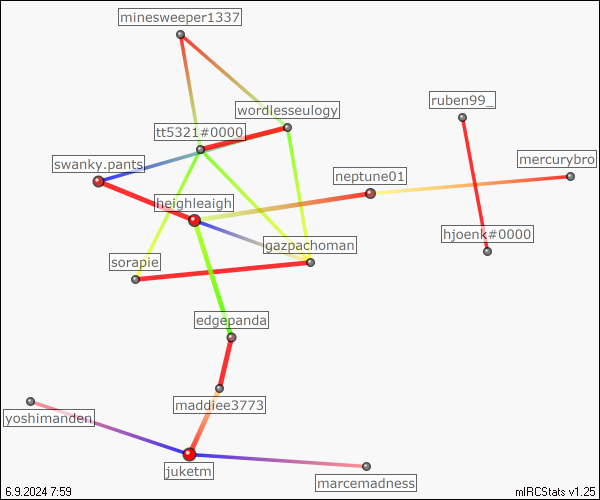 minesweeper1337
ruben99_
wordlesseulogy
tt5321#0000
mercurybro
swanky.pants
neptune01
heighleaigh
hjoenk#0000
gazpachoman
sorapie
edgepanda
maddiee3773
yoshimanden
juketm
marcemadness
6.9.2024 7:59
mIRCStats v1.25